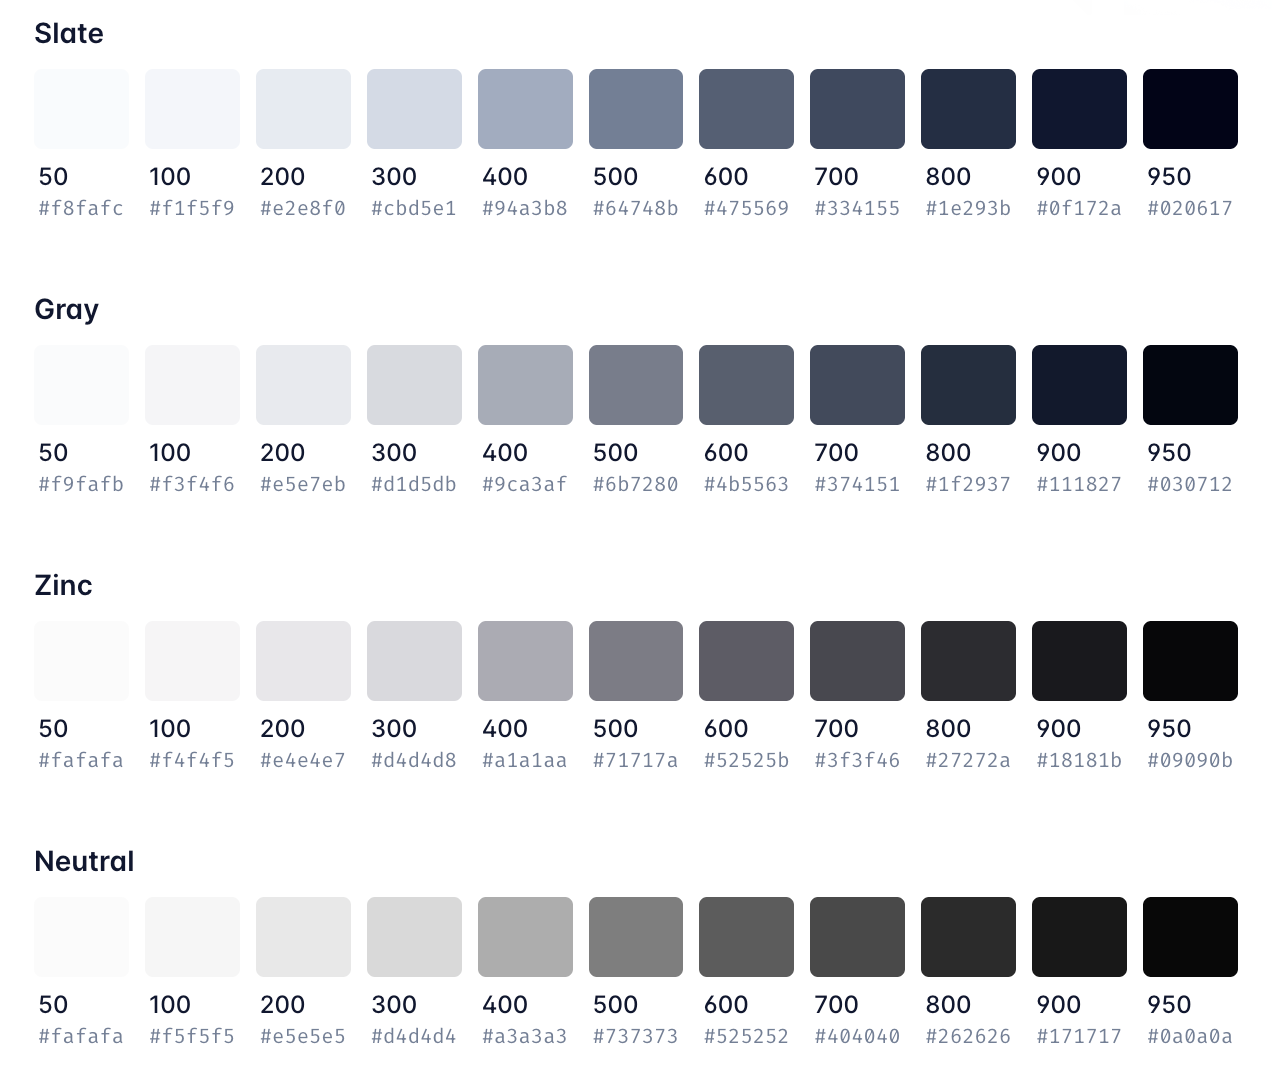 Slate
50 100 200 300 400 500 600 700 800 900 950
#f8fafc #f1f5f9 #e2e8f0 #cbd5e1 #94a3b8 #64748b #475569 #334155 #1e293b #0f172a #020617
Gray
50 100 200 300 400 500 600 700 800 900 950
#f9fafb #f3f4f6 #e5e7eb #d1d5db #9ca3af #6b7280 #4b5563 #374151 #1f2937 #111827 #030712
Zinc
50 100 200 300 400 500 600 700 800 900 950
#fafafa #f4f4f5 #e4e4e7 #d4d4d8 #a1a1aa #71717a #52525b #3f3f46 #27272a #18181b #09090b
Neutral
50 100 200 300 400 500 600 700 800 900 950
#fafafa #f5f5f5 #e5e5e5 #d4d4d4 #a3a3a3 #737373 #525252 #404040 #262626 #171717 #0a0a0a